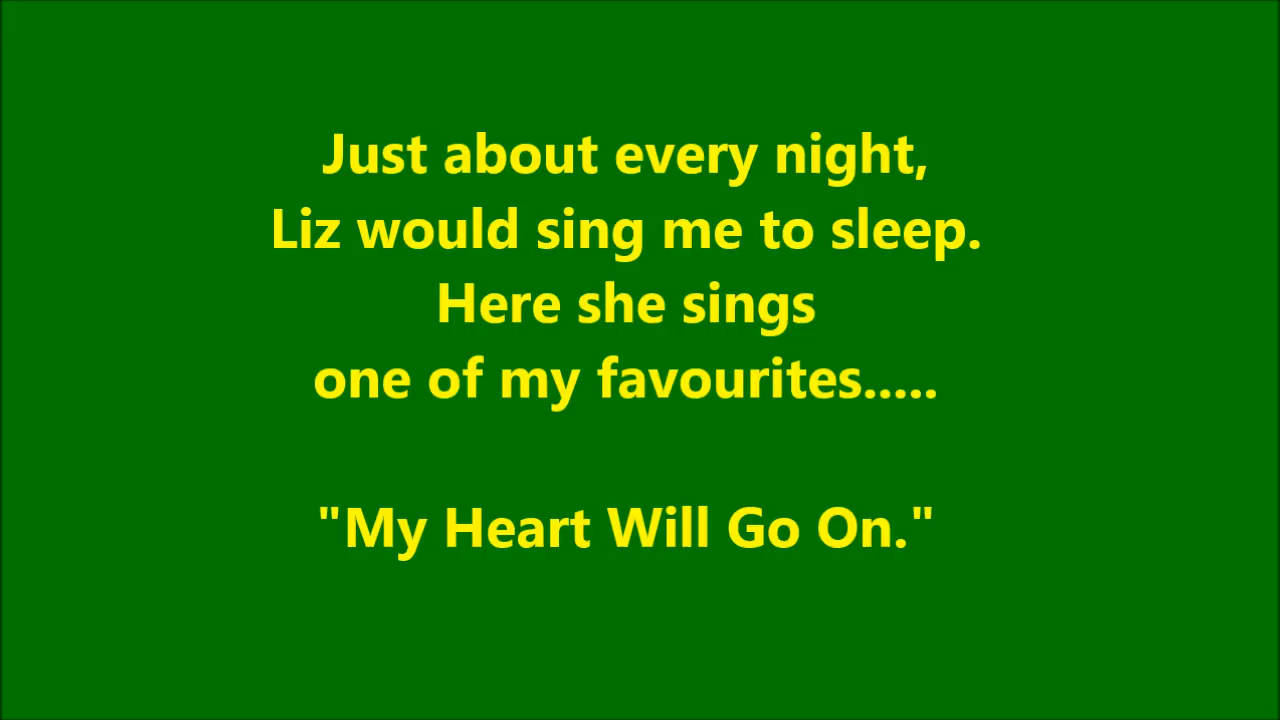 Just about every night,
Liz would sing me to sleep.
Here she sings
one of my favourites.....
"My Heart Will Go On."